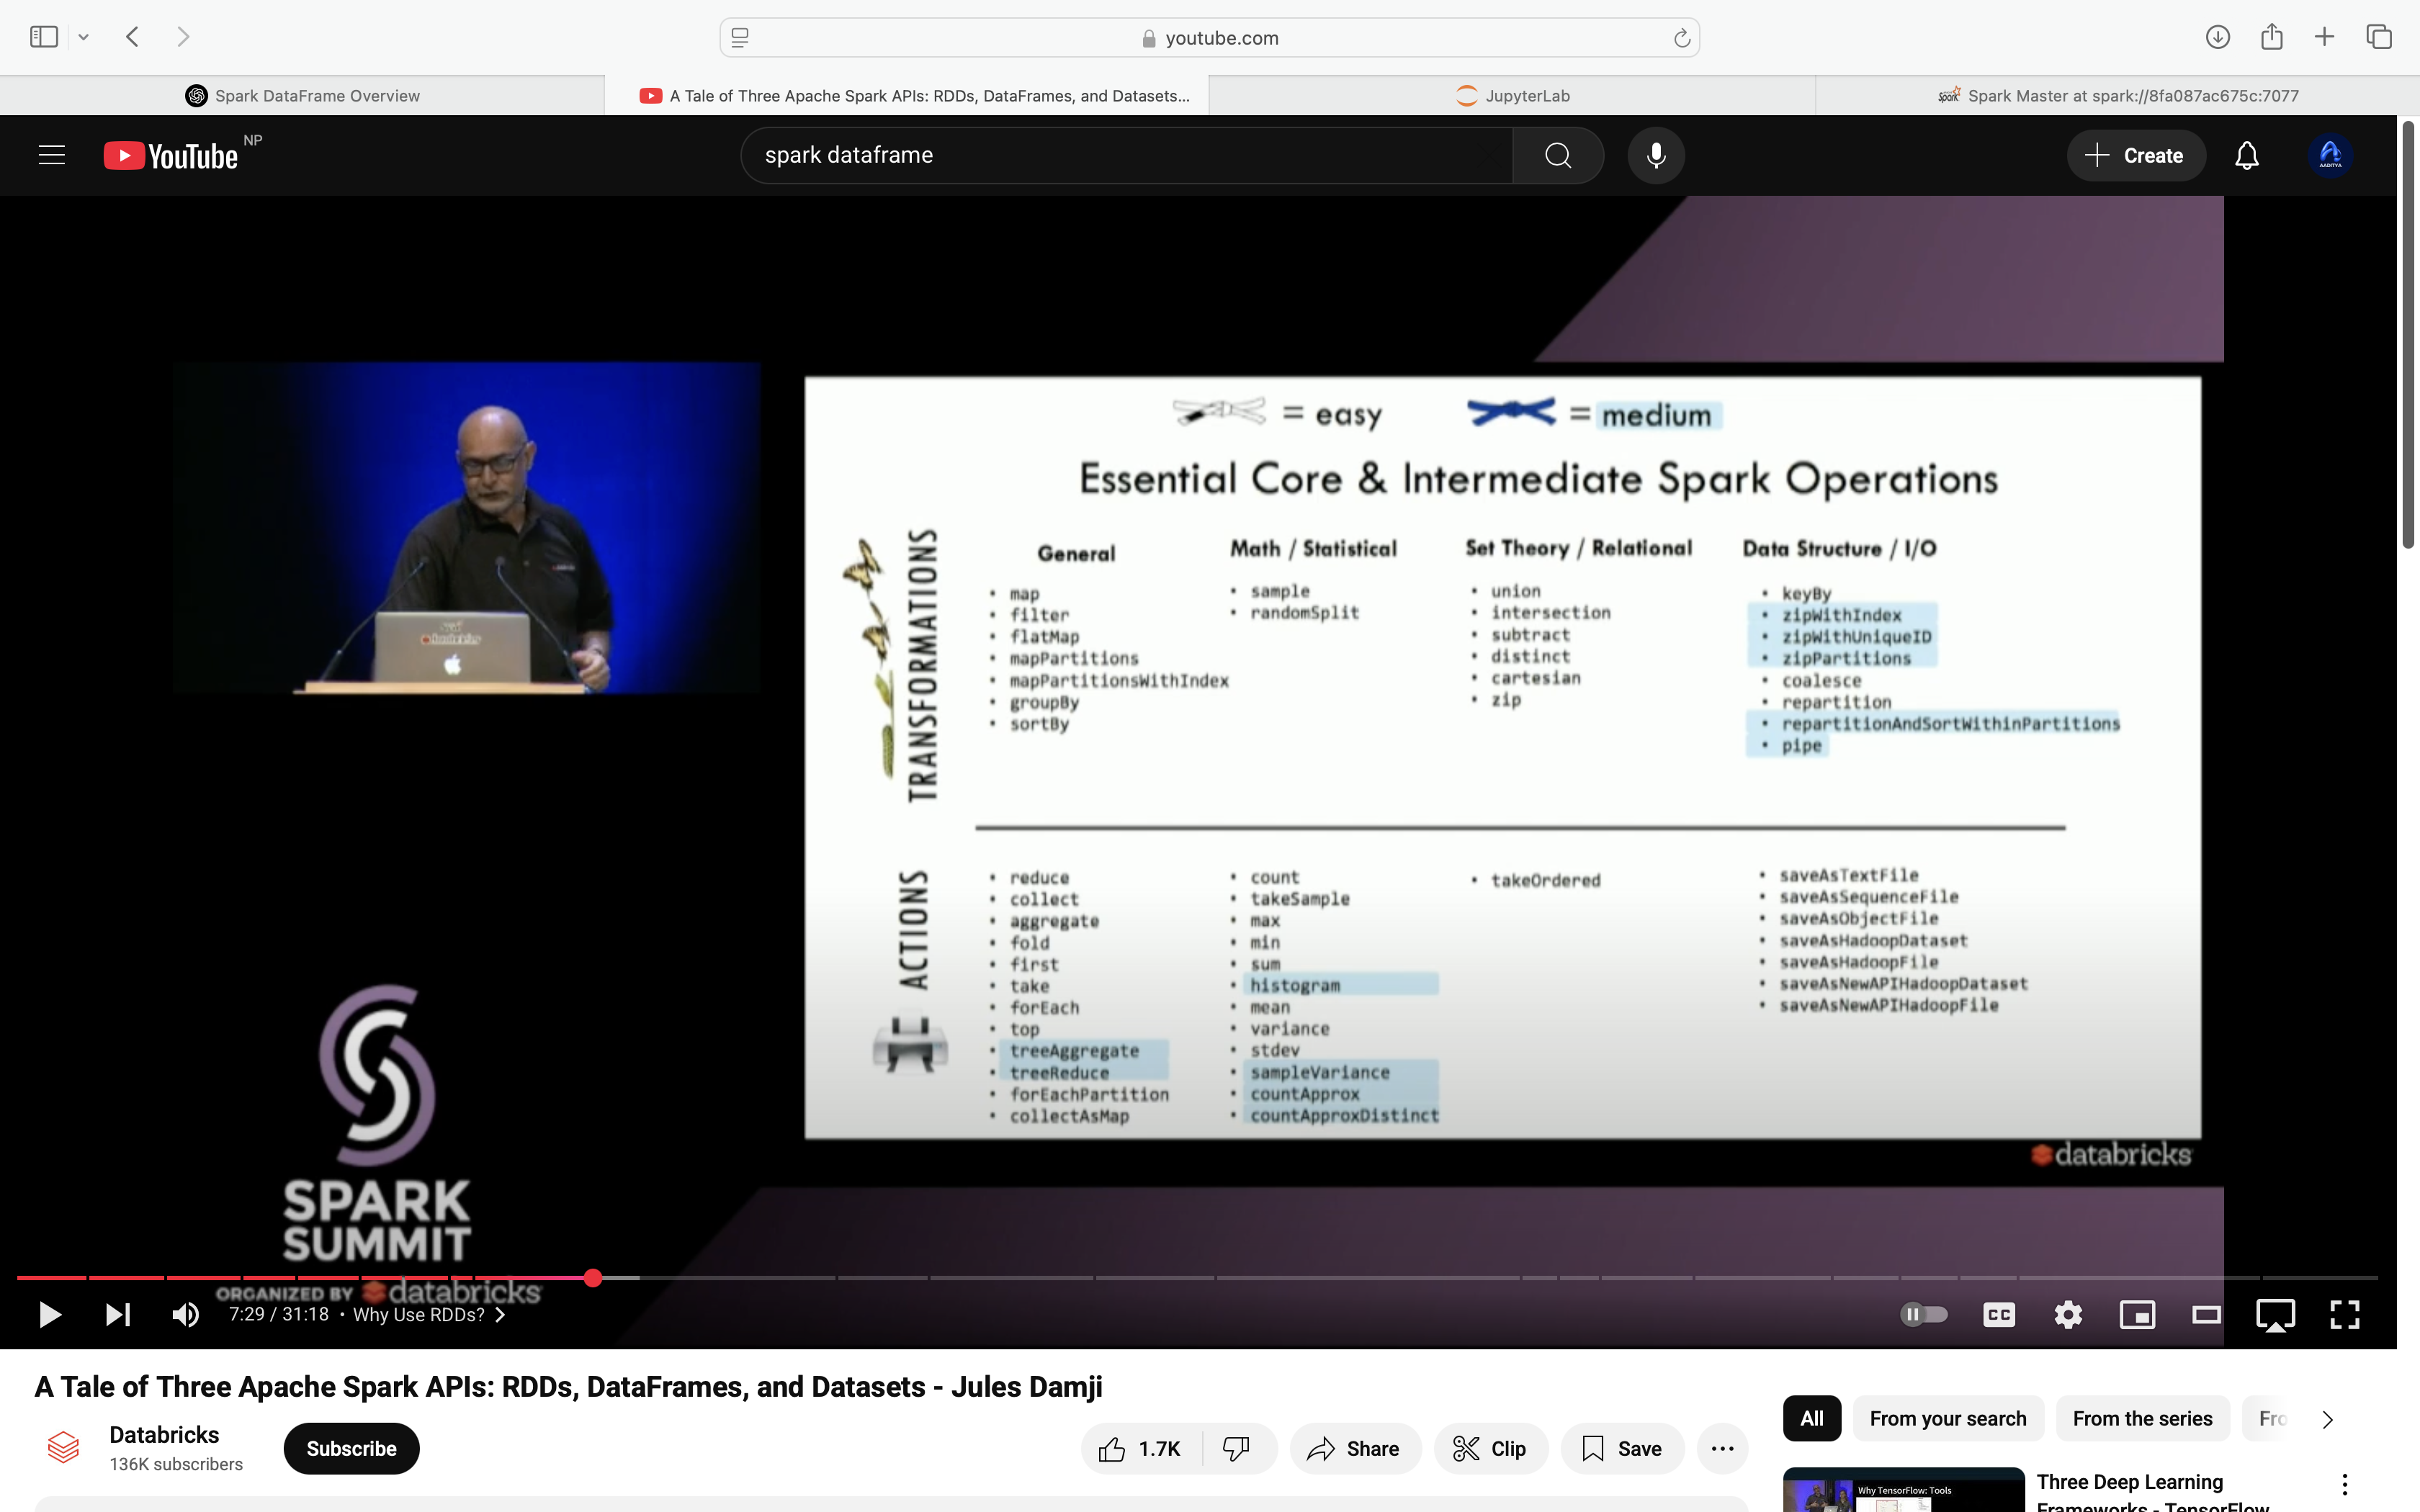 youtube.com
Spark DataFrame Overview
A Tale of Three Apache Spark APIs: RDDs, DataFrames, and Datasets...
JupyterLab
Spark Master at spark://8fa087ac675c:7077
YouTube NP
spark dataframe
Create
AADITYA
= easy
= medium
Essential Core & Intermediate Spark Operations
TRANSFORMATIONS
General
• map
• filter
• flatMap
• mapPartitions
• mapPartitionsWithIndex
• groupBy
• sortBy
Math / Statistical
• sample
• randomSplit
Set Theory / Relational
• union
• intersection
• subtract
• distinct
• cartesian
• zip
Data Structure / I/O
• keyBy
• zipWithIndex
• zipWithUniqueID
• zipPartitions
• coalesce
• repartition
• repartitionAndSortWithinPartitions
• pipe
ACTIONS
• reduce
• collect
• aggregate
• fold
• first
• take
• forEach
• top
• treeAggregate
• treeReduce
• forEachPartition
• collectAsMap
• count
• takeSample
• max
• min
• sum
• histogram
• mean
• variance
• stdev
• sampleVariance
• countApprox
• countApproxDistinct
• takeOrdered
• saveAsTextFile
• saveAsSequenceFile
• saveAsObjectFile
• saveAsHadoopDataset
• saveAsHadoopFile
• saveAsNewAPIHadoopDataset
• saveAsNewAPIHadoopFile
databricks
SPARK
SUMMIT
ORGANIZED BY databricks
7:29 / 31:18 • Why Use RDDs?
CC
A Tale of Three Apache Spark APIs: RDDs, DataFrames, and Datasets - Jules Damji
Databricks
136K subscribers
Subscribe
1.7K
Share
Clip
Save
All
From your search
From the series
Why TensorFlow: Tools
Three Deep Learning
Frameworks - TensorFlow